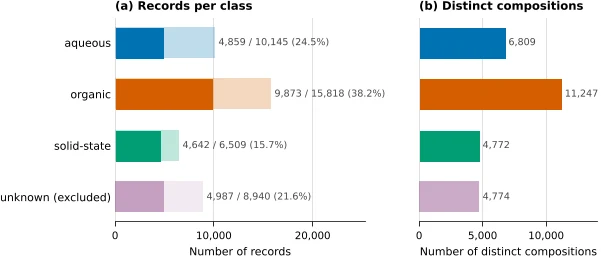 (a) Records per class
aqueous
4,859 / 10,145 (24.5%)
organic
9,873 / 15,818 (38.2%)
solid-state
4,642 / 6,509 (15.7%)
unknown (excluded)
4,987 / 8,940 (21.6%)
0
10,000
20,000
Number of records
(b) Distinct compositions
6,809
11,247
4,772
4,774
0
5,000
10,000
Number of distinct compositions